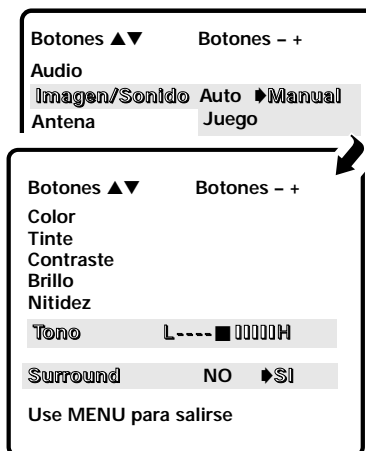 Botones ▲▼ Botones – +
Audio
Imagen/Sonido Auto ➧Manual
Antena Juego
Botones ▲▼ Botones – +
Color
Tinte
Contraste
Brillo
Nitidez
Tono L----■IIIIIH
Surround NO ➧SI
Use MENU para salirse